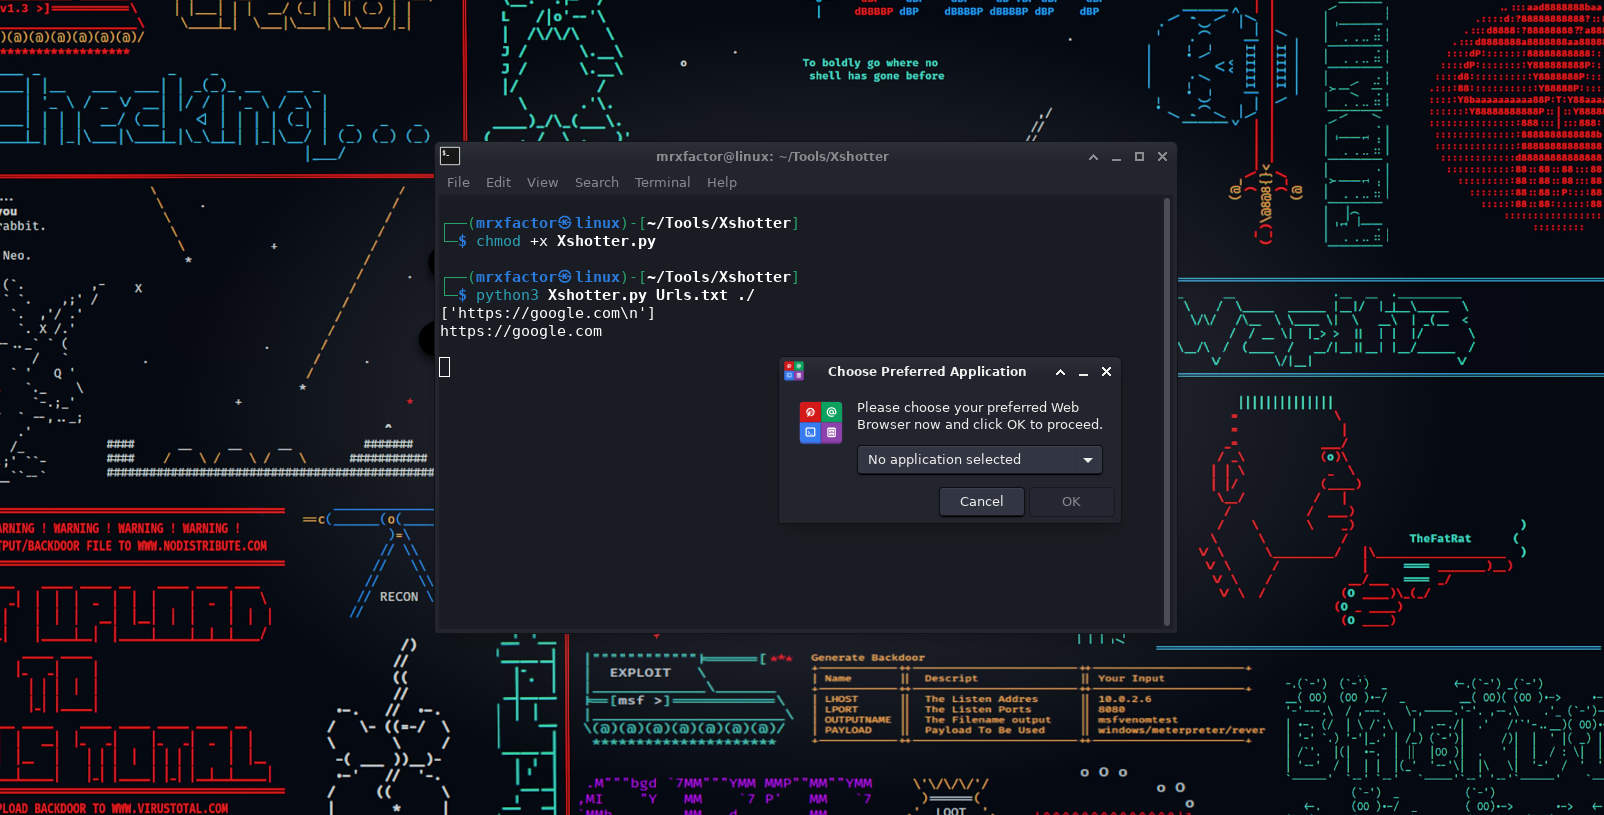 v1.3 >]
To boldly go where no
shell has gone before
...
you
rabbit.
Neo.
mrxfactor@linux: ~/Tools/Xshotter
File Edit View Search Terminal Help
┌──(mrxfactor㉿linux)-[~/Tools/Xshotter]
└─$ chmod +x Xshotter.py
┌──(mrxfactor㉿linux)-[~/Tools/Xshotter]
└─$ python3 Xshotter.py Urls.txt ./
['https://google.com\n']
https://google.com
Choose Preferred Application
Please choose your preferred Web
Browser now and click OK to proceed.
No application selected
Cancel OK
ARNING ! WARNING ! WARNING ! WARNING !
TPUT/BACKDOOR FILE TO WWW.NODISTRIBUTE.COM
RECON
TheFatRat
EXPLOIT
[msf >]
Generate Backdoor
Name Descript Your Input
LHOST The Listen Addres 10.0.2.6
LPORT The Listen Ports 8080
OUTPUTNAME The Filename output msfvenomtest
PAYLOAD Payload To Be Used windows/meterpreter/rever
PLOAD BACKDOOR TO WWW.VIRUSTOTAL.COM
LOOT